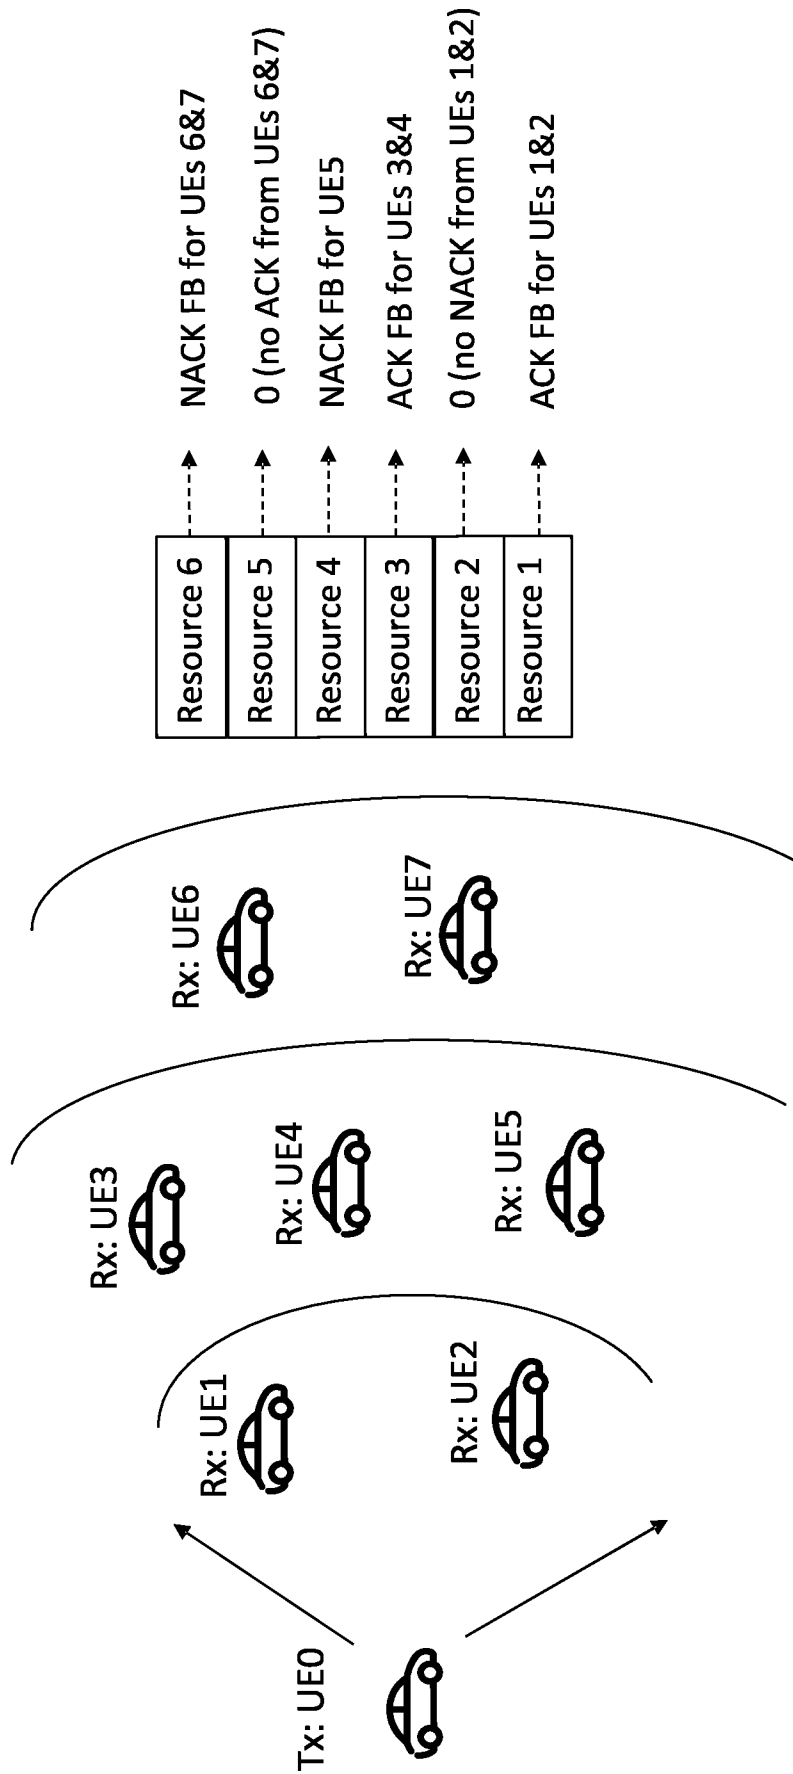 Tx: UE0
Rx: UE1
Rx: UE2
Rx: UE3
Rx: UE4
Rx: UE5
Rx: UE6
Rx: UE7
Resource 6
NACK FB for UEs 6&7
Resource 5
0 (no ACK from UEs 6&7)
Resource 4
NACK FB for UE5
Resource 3
ACK FB for UEs 3&4
Resource 2
0 (no NACK from UEs 1&2)
Resource 1
ACK FB for UEs 1&2